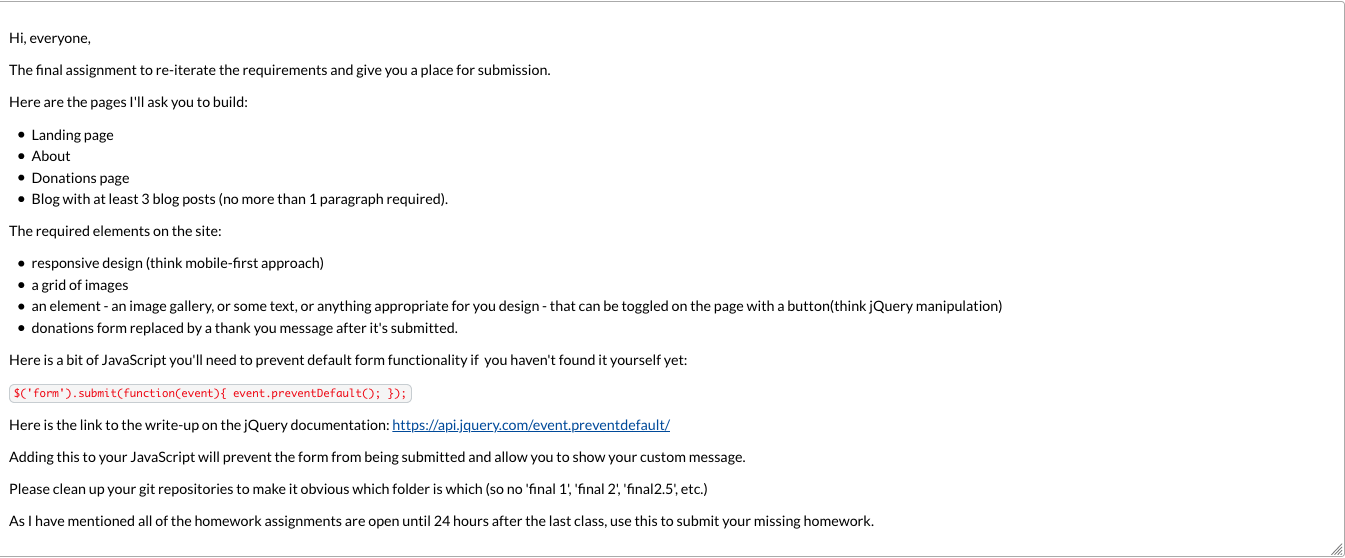 Hi, everyone,
The final assignment to re-iterate the requirements and give you a place for submission.
Here are the pages I'll ask you to build:
• Landing page
• About
• Donations page
• Blog with at least 3 blog posts (no more than 1 paragraph required).
The required elements on the site:
• responsive design (think mobile-first approach)
• a grid of images
• an element - an image gallery, or some text, or anything appropriate for you design - that can be toggled on the page with a button(think jQuery manipulation)
• donations form replaced by a thank you message after it's submitted.
Here is a bit of JavaScript you'll need to prevent default form functionality if  you haven't found it yourself yet:
$('form').submit(function(event){ event.preventDefault(); });
Here is the link to the write-up on the jQuery documentation: https://api.jquery.com/event.preventdefault/
Adding this to your JavaScript will prevent the form from being submitted and allow you to show your custom message.
Please clean up your git repositories to make it obvious which folder is which (so no 'final 1', 'final 2', 'final2.5', etc.)
As I have mentioned all of the homework assignments are open until 24 hours after the last class, use this to submit your missing homework.